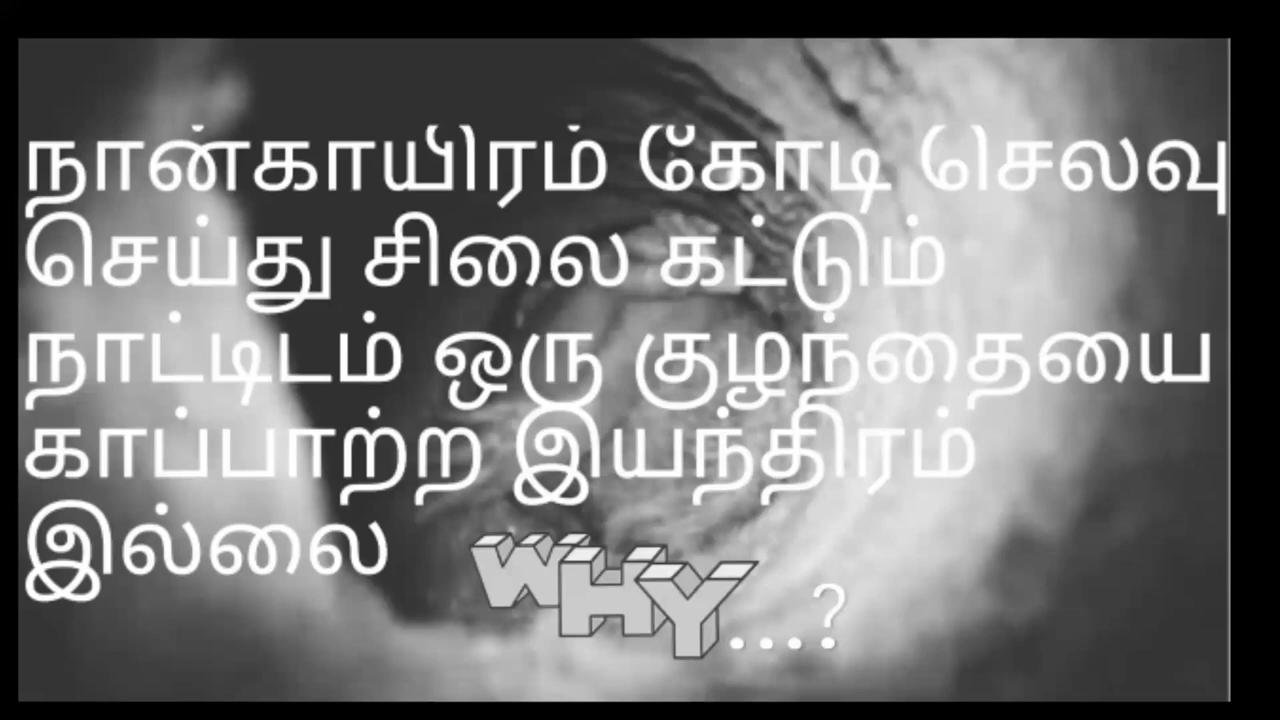 நான்காயிரம் கோடி செலவு
செய்து சிலை கட்டும்
நாட்டிடம் ஒரு குழந்தையை
காப்பாற்ற இயந்திரம்
இல்லை
WHY...?